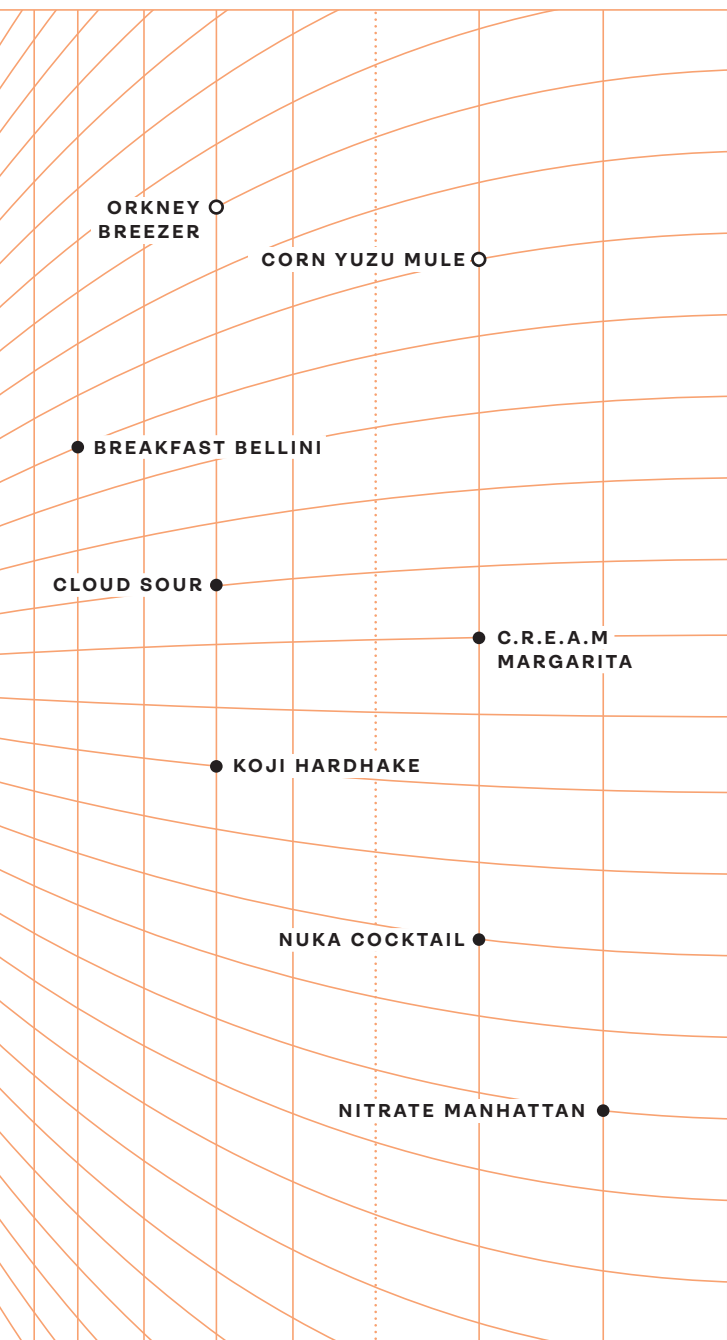 ORKNEY
BREEZER
CORN YUZU MULE
BREAKFAST BELLINI
CLOUD SOUR
C.R.E.A.M
MARGARITA
KOJI HARDHAKE
NUKA COCKTAIL
NITRATE MANHATTAN